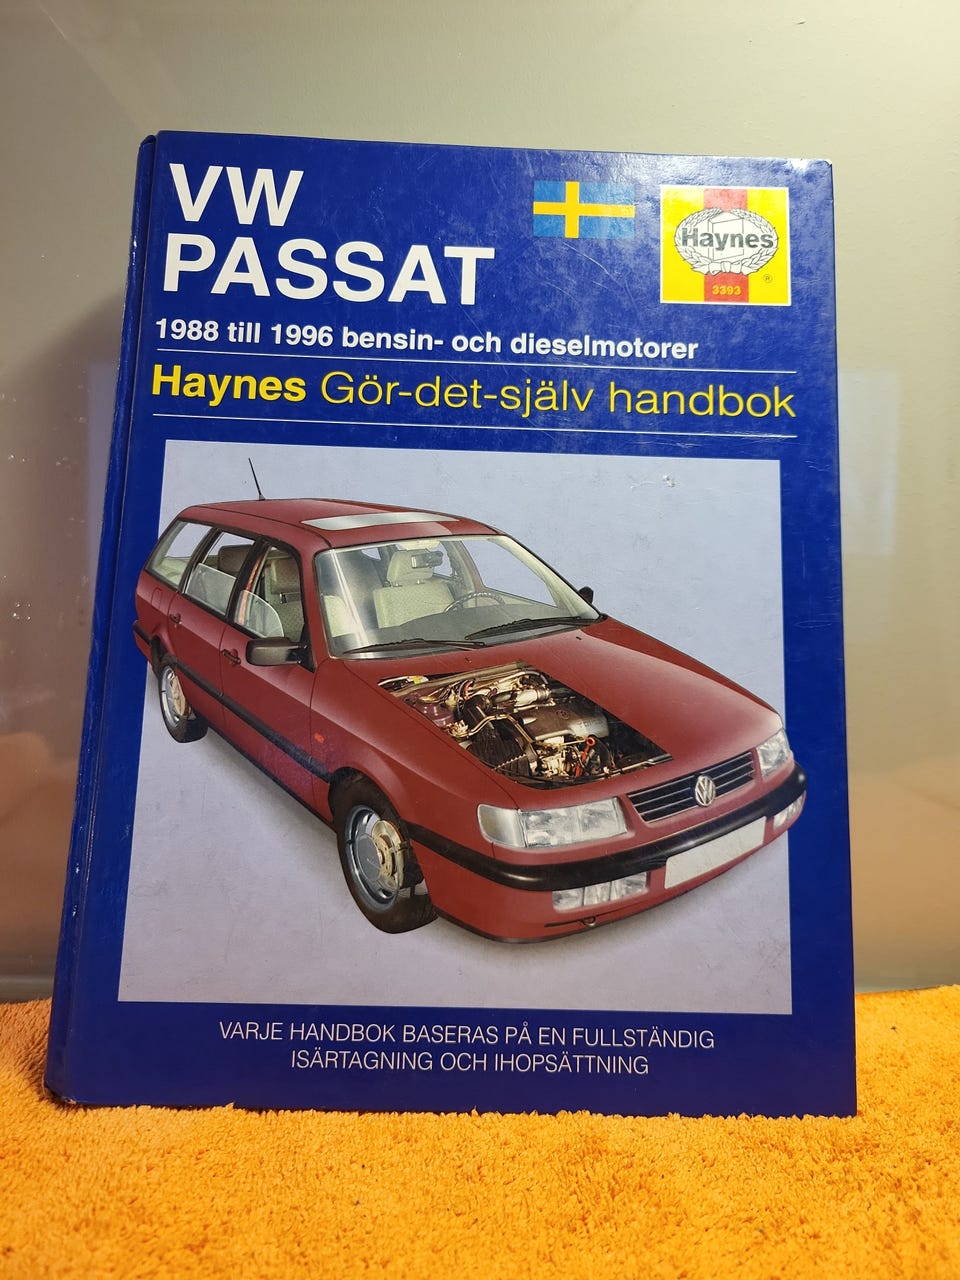 VW
PASSAT
Haynes
®
3393
1988 till 1996 bensin- och dieselmotorer
Haynes Gör-det-själv handbok
VARJE HANDBOK BASERAS PÅ EN FULLSTÄNDIG
ISÄRTAGNING OCH IHOPSÄTTNING